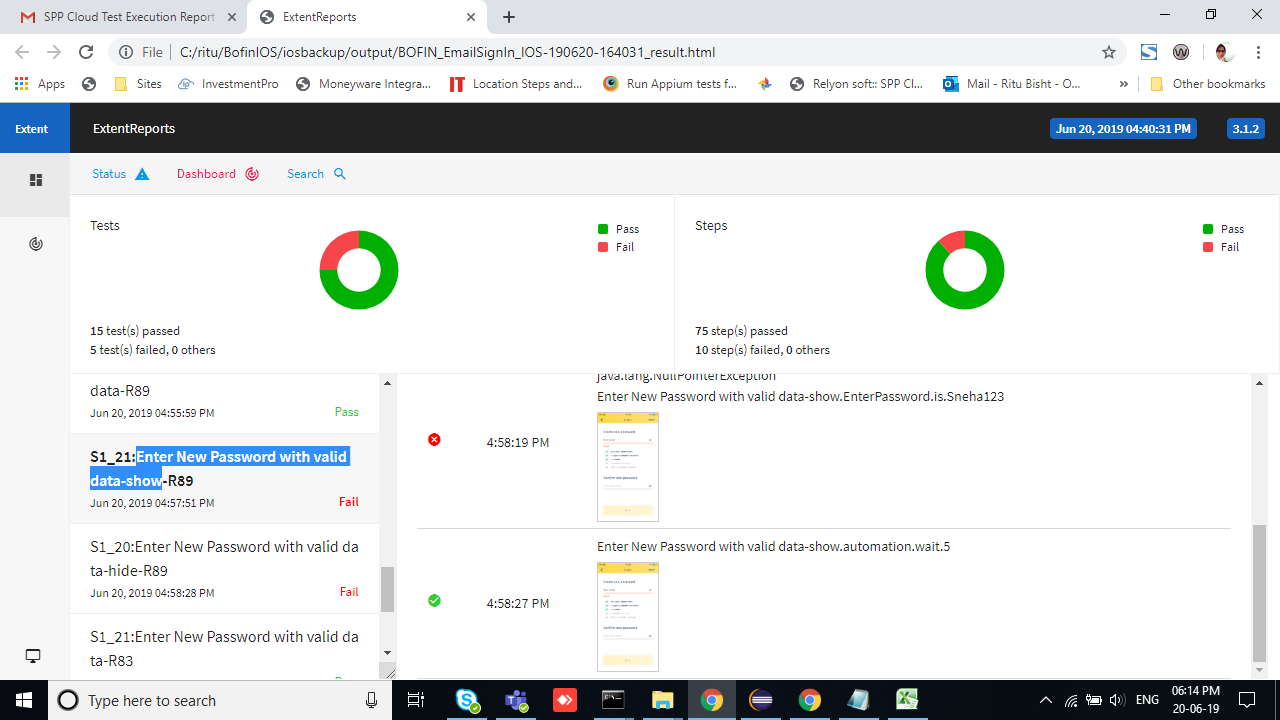 SPP Cloud Test Execution Report
ExtentReports
File
C:/ritu/BofinIOS/iosbackup/output/BOFIN_EmailSignIn_IOS-190620-164031_result.html
Apps
Sites
InvestmentPro
Moneyware Integra...
Location Steps and...
Run Appium tests f...
Relyon soft:: SPP Cl...
Mail - Ritu Bisht - O...
»
Other bookmarks
Extent
ExtentReports
Jun 20, 2019 04:40:31 PM
3.1.2
Status
Dashboard
Search
Tests
Pass
Fail
15 test(s) passed
5 test(s) failed, 0 others
Steps
Pass
Fail
75 step(s) passed
10 step(s) failed, 0 others
data-R89
Jun 20, 2019 04:55:59 PM
Pass
S1_21:Enter New Password with valid
data-show-R89
Jun 20, 2019 04:57:51 PM
Fail
S1_20:Enter New Password with valid da
ta-hide-R89
Jun 20, 2019 04:59:38 PM
Fail
S1_21:Enter New Password with valid da
ta-R83
java.lang.NullPointerException
Enter New Password with valid data-show.EnterPassword.is.Sneha123
4:58:19 PM
Enter New Password with valid data-show.automation.wait.5
4:59:27 PM
Type here to search
ENG
06:14 PM
20-06-19